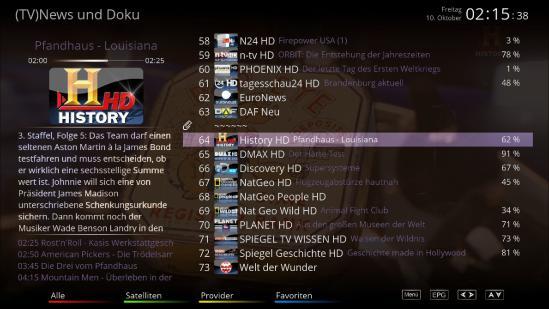 (TV)News und Doku
Freitag
10. Oktober
02:15:38
Pfandhaus - Louisiana
02:00 02:25
H HD
HISTORY
3. Staffel, Folge 5: Das Team darf einen
seltenen Aston Martin à la James Bond
testfahren und muss entscheiden, ob
er wirklich eine sechsstellige Summe
wert ist. Johnnie will sich eine von
Präsident James Madison
unterschriebene Schenkungsurkunde
sichern. Dann kommt noch der
Musiker Wade Benson Landry in den
02:25 Rost'n'Roll - Kasis Werkstattgesch
02:50 American Pickers - Die Trödelsam
03:45 Die Drei vom Pfandhaus
04:15 Mountain Men - Überleben in der
58 N24 HD Firepower USA (1) 3 %
59 n-tv HD ORBIT: Die Entstehung der Jahreszeiten 78 %
60 PHOENIX HD Der letzte Tag des Ersten Weltkriegs 1 %
61 tagesschau24 HD Brandenburg aktuell 48 %
62 EuroNews
63 DAF Neu
~~~~~~
64 History HD Pfandhaus - Louisiana 62 %
65 DMAX HD Der Härte-Test 91 %
66 Discovery HD Supersysteme 67 %
67 NatGeo HD Flugzeugabstürze hautnah 45 %
68 NatGeo People HD
69 Nat Geo Wild HD Animal Fight Club 34 %
70 PLANET HD Aus den großen Museen der Welt 71 %
71 SPIEGEL TV WISSEN HD Waisen der Wildnis 73 %
72 Spiegel Geschichte HD Geschichte made in Hollywood 81 %
73 Welt der Wunder
Alle Satelliten Provider Favoriten
Menü EPG